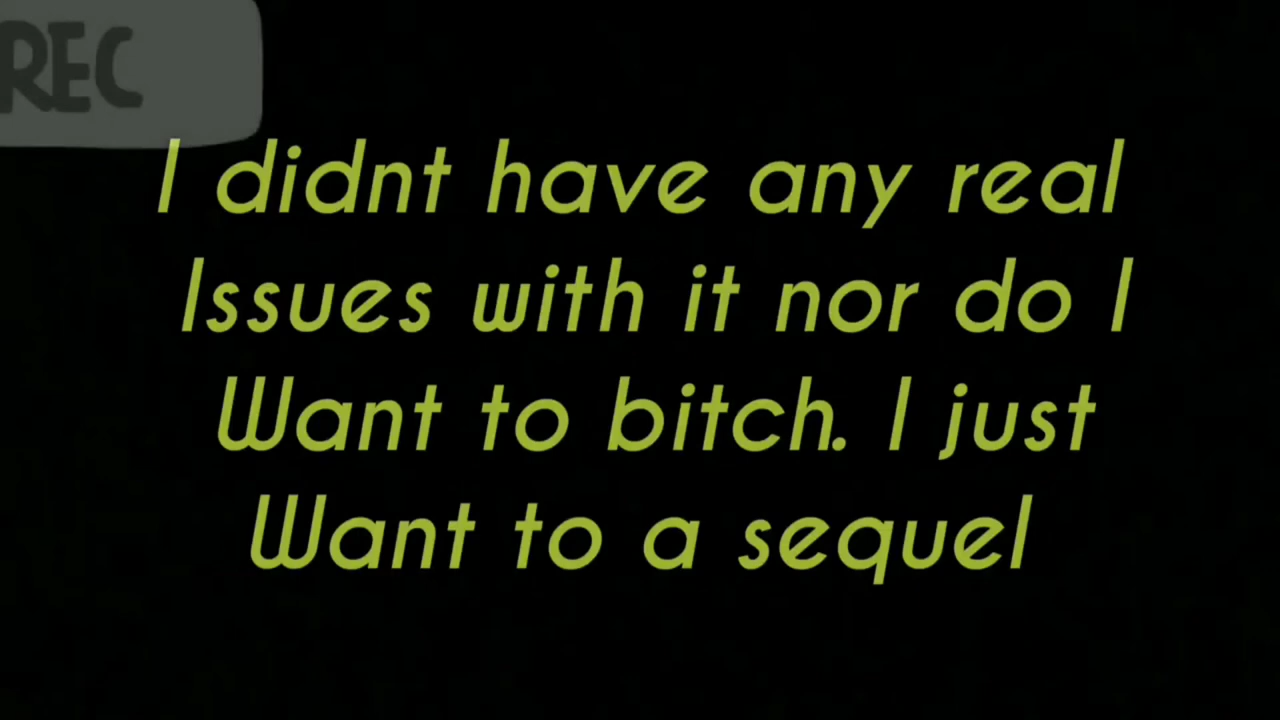 REC
I didnt have any real
Issues with it nor do I
Want to bitch. I just
Want to a sequel